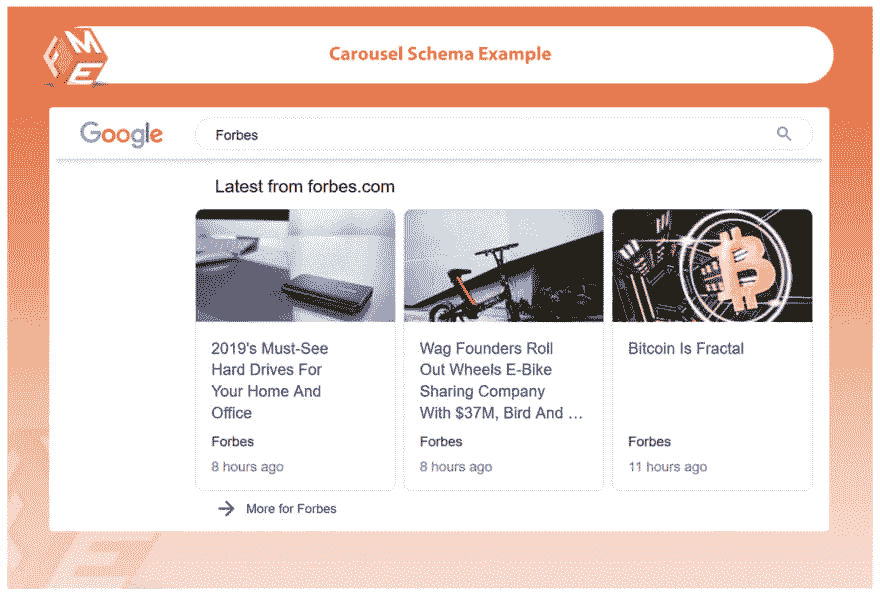 FME
Carousel Schema Example
Google
Forbes
Latest from forbes.com
2019's Must-See
Hard Drives For
Your Home And
Office
Forbes
8 hours ago
Wag Founders Roll
Out Wheels E-Bike
Sharing Company
With $37M, Bird And …
Forbes
8 hours ago
Bitcoin Is Fractal
Forbes
11 hours ago
More for Forbes